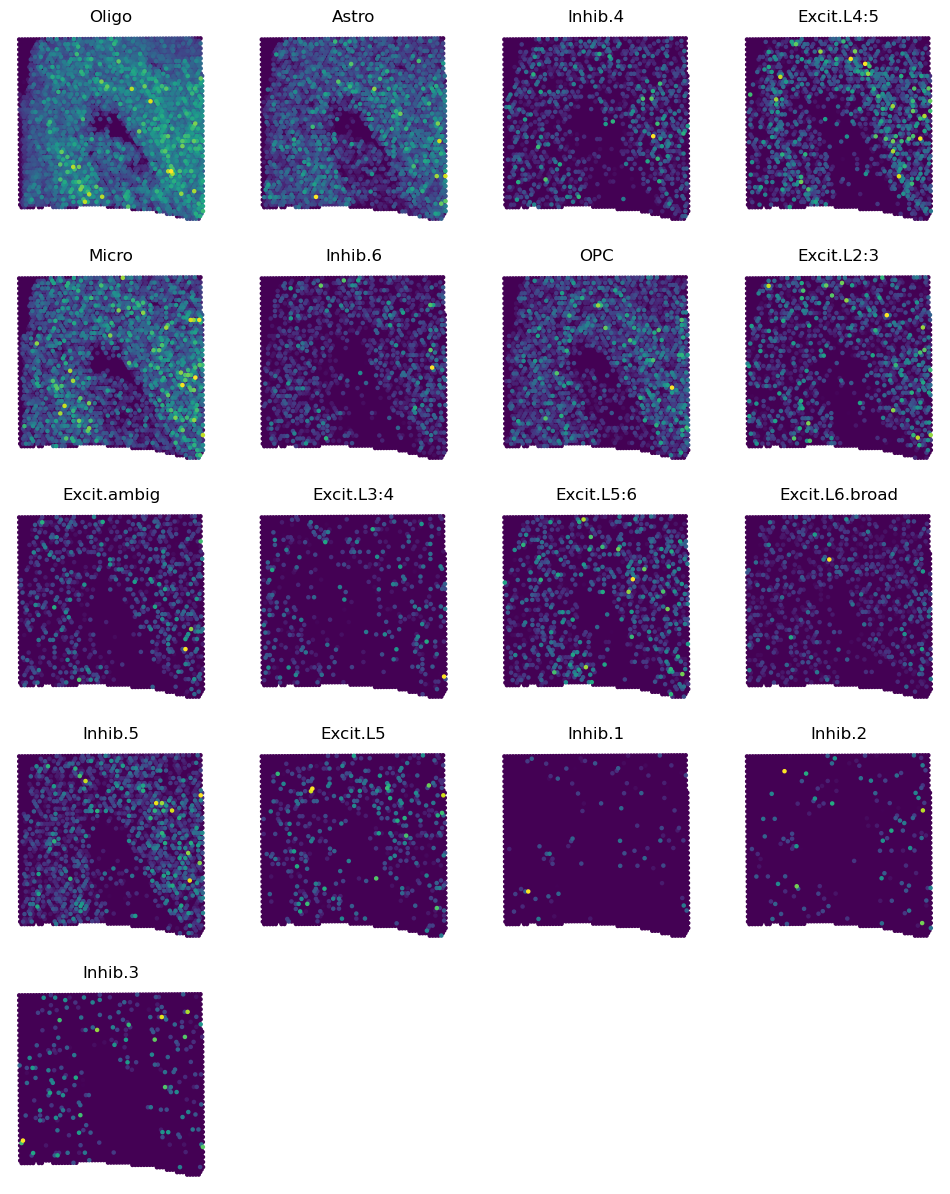 Oligo
Astro
Inhib.4
Excit.L4:5
Micro
Inhib.6
OPC
Excit.L2:3
Excit.ambig
Excit.L3:4
Excit.L5:6
Excit.L6.broad
Inhib.5
Excit.L5
Inhib.1
Inhib.2
Inhib.3